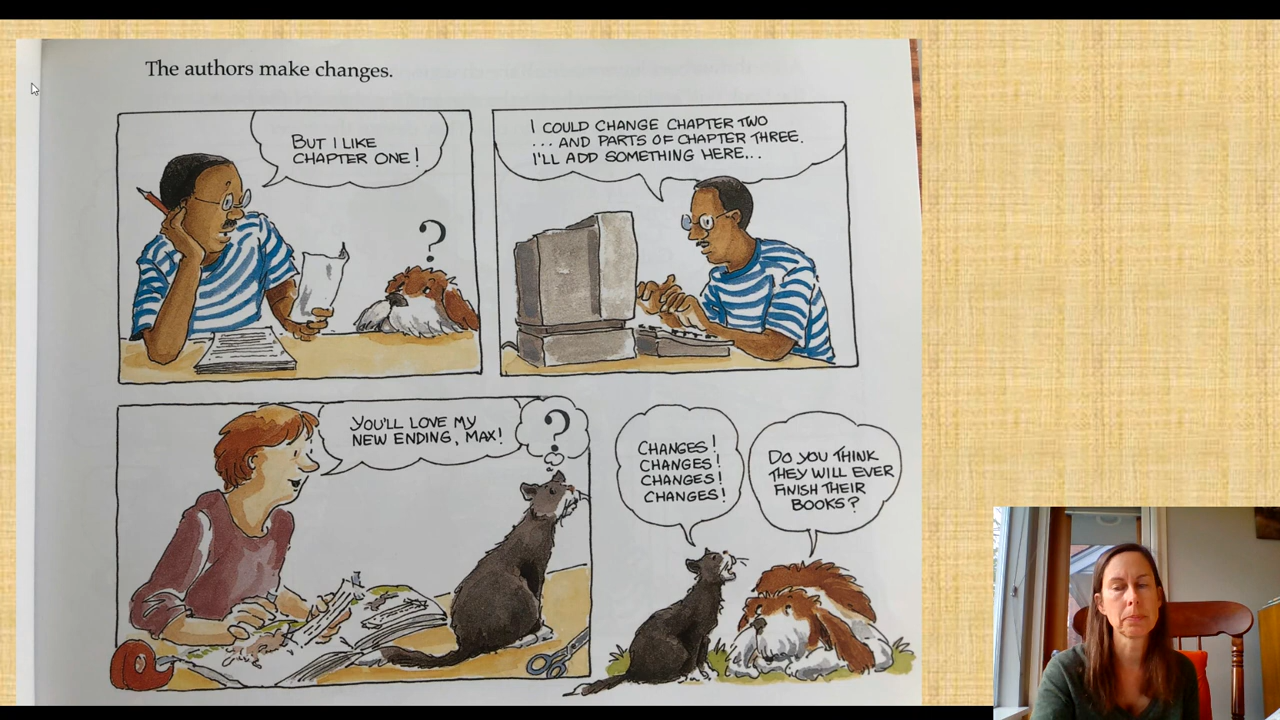 The authors make changes.
BUT I LIKE
CHAPTER ONE!
?
I COULD CHANGE CHAPTER TWO
... AND PARTS OF CHAPTER THREE.
I'LL ADD SOMETHING HERE...
YOU'LL LOVE MY
NEW ENDING, MAX!
?
CHANGES!
CHANGES!
CHANGES!
CHANGES!
DO YOU THINK
THEY WILL EVER
FINISH THEIR
BOOKS?